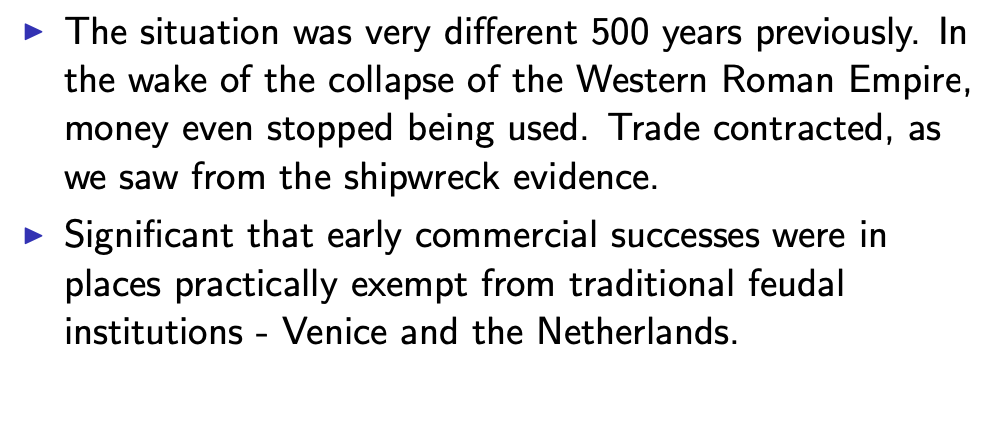 ▶ The situation was very different 500 years previously. In
the wake of the collapse of the Western Roman Empire,
money even stopped being used. Trade contracted, as
we saw from the shipwreck evidence.
▶ Significant that early commercial successes were in
places practically exempt from traditional feudal
institutions - Venice and the Netherlands.